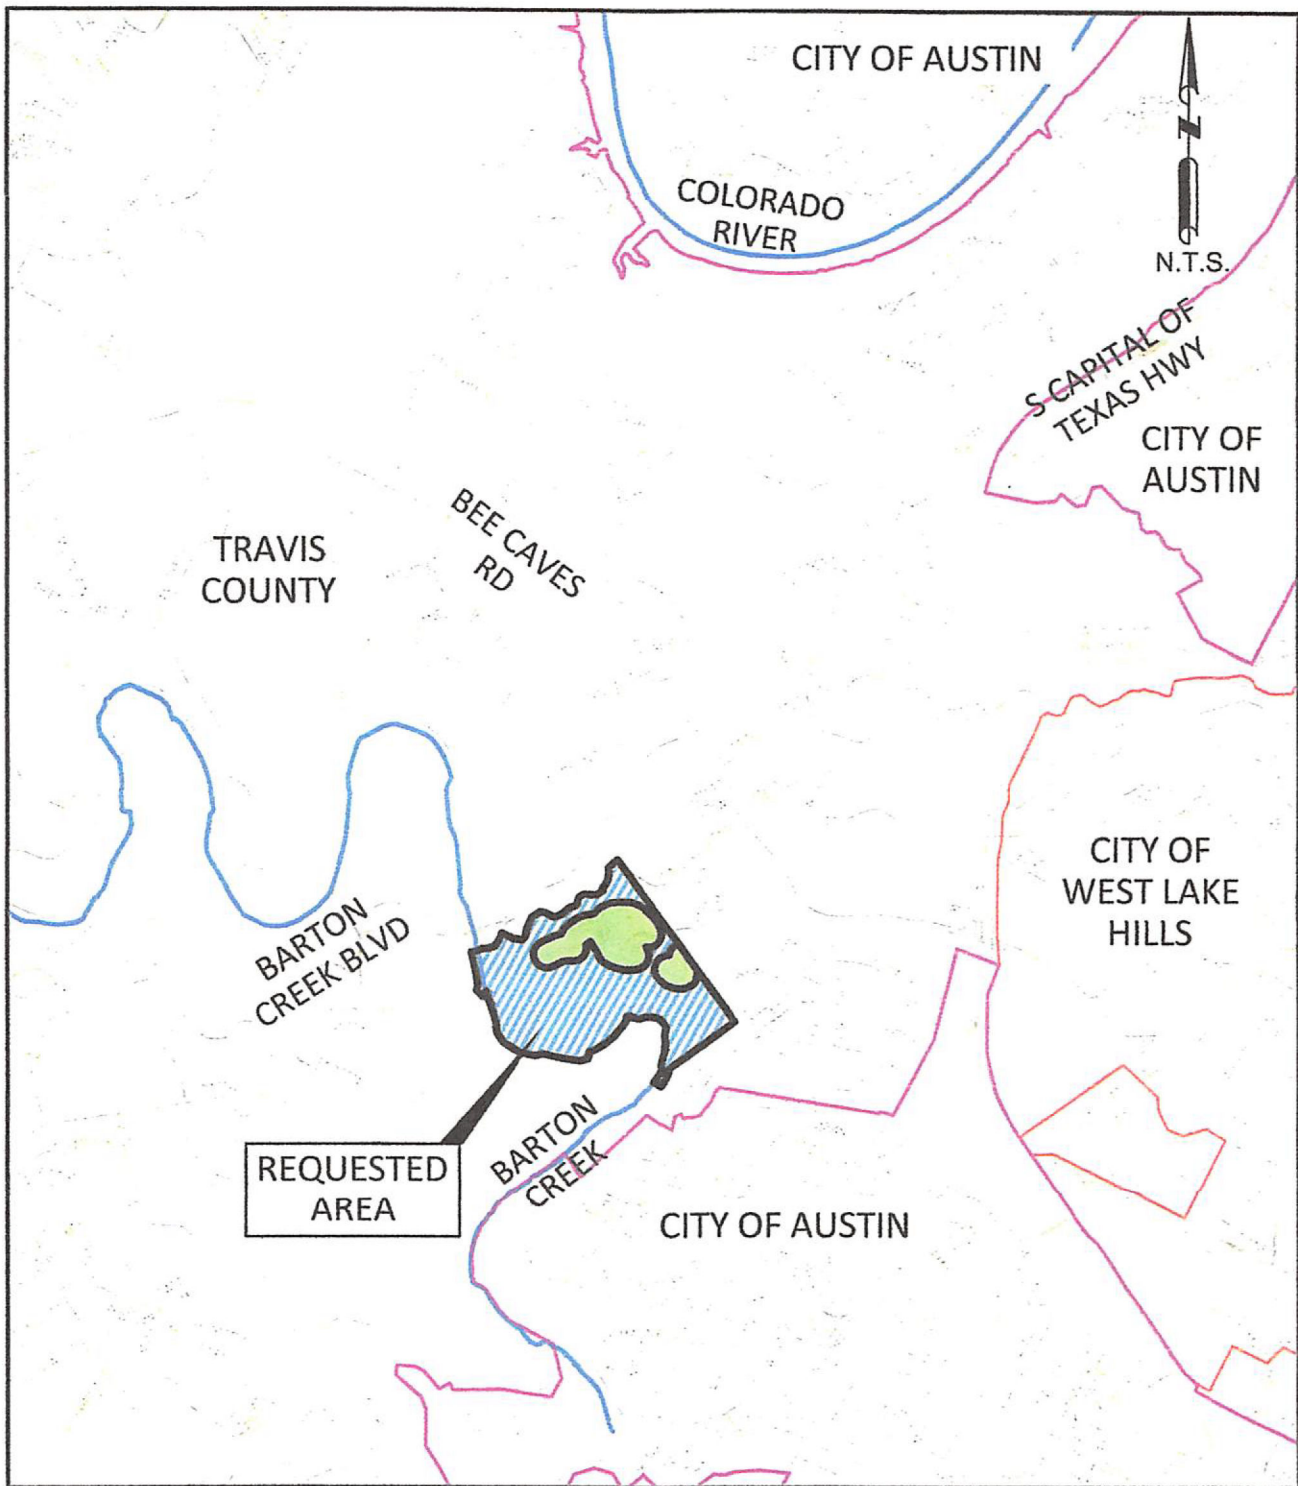 CITY OF AUSTIN
Z
N.T.S.
COLORADO
RIVER
S CAPITAL OF
TEXAS HWY
CITY OF
AUSTIN
BEE CAVES
RD
TRAVIS
COUNTY
CITY OF
WEST LAKE
HILLS
BARTON
CREEK BLVD
REQUESTED
AREA
BARTON
CREEK
CITY OF AUSTIN